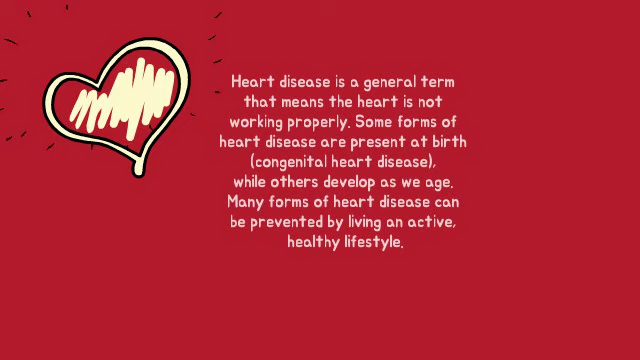 Heart disease is a general term
that means the heart is not
working properly. Some forms of
heart disease are present at birth
(congenital heart disease),
while others develop as we age.
Many forms of heart disease can
be prevented by living an active,
healthy lifestyle.